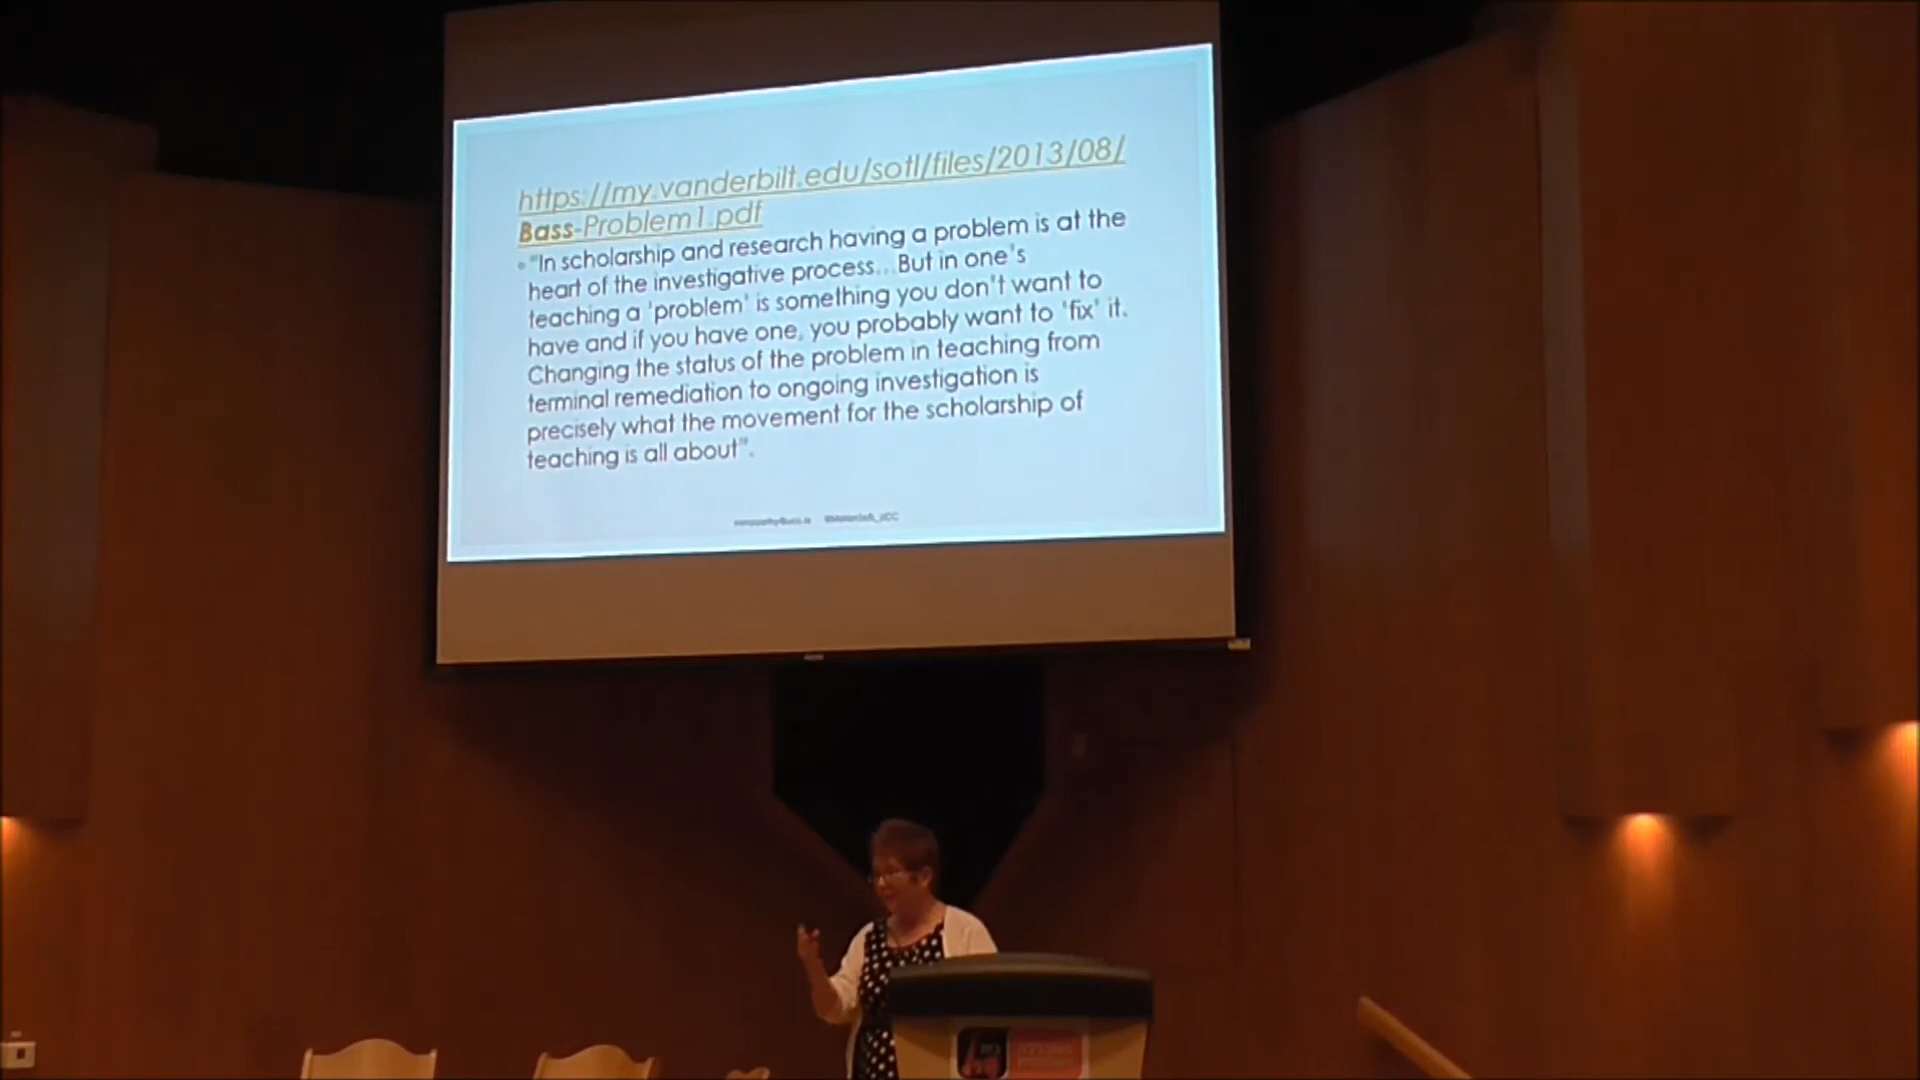 https://my.vanderbilt.edu/sotl/files/2013/08/
Bass-Problem1.pdf
"In scholarship and research having a problem is at the
heart of the investigative process... But in one's
teaching a 'problem' is something you don't want to
have and if you have one, you probably want to 'fix' it.
Changing the status of the problem in teaching from
terminal remediation to ongoing investigation is
precisely what the movement for the scholarship of
teaching is all about".